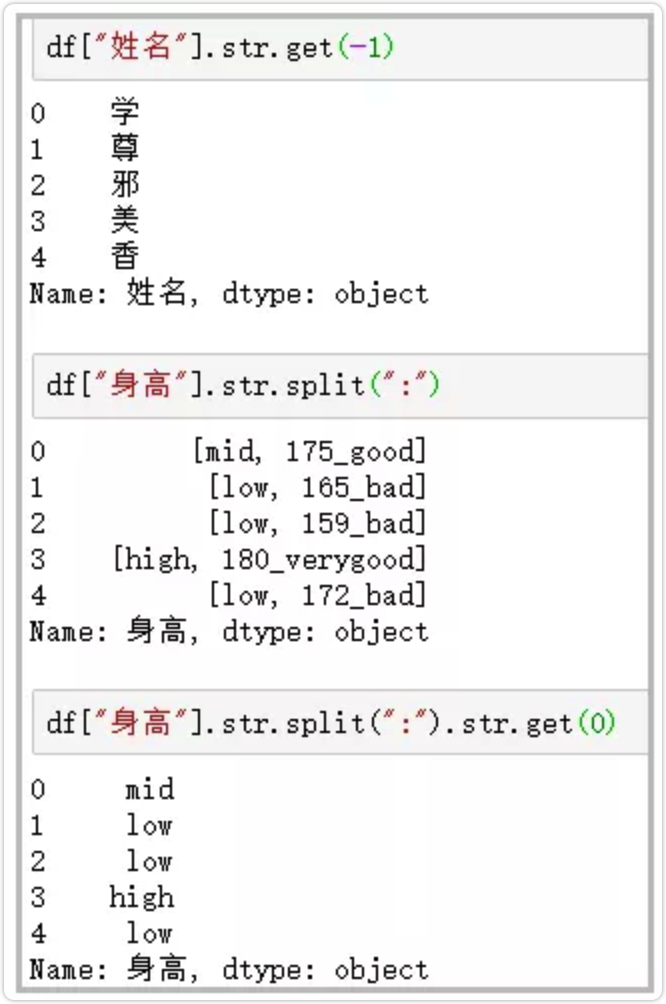 df["姓名"].str.get(-1)
0 学
1 尊
2 邪
3 美
4 香
Name: 姓名, dtype: object
df["身高"].str.split(":")
0 [mid, 175_good]
1 [low, 165_bad]
2 [low, 159_bad]
3 [high, 180_verygood]
4 [low, 172_bad]
Name: 身高, dtype: object
df["身高"].str.split(":").str.get(0)
0 mid
1 low
2 low
3 high
4 low
Name: 身高, dtype: object